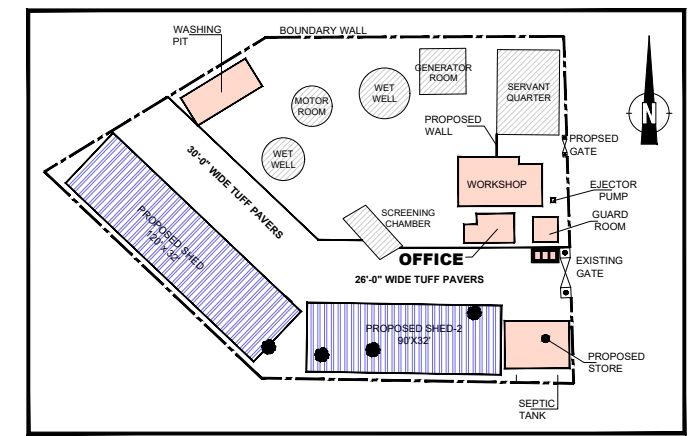 WASHING
PIT
BOUNDARY WALL
GENERATOR
ROOM
WET
WELL
SERVANT
QUARTER
MOTOR
ROOM
N
PROPOSED
WALL
PROPSED
GATE
30'-0" WIDE TUFF PAVERS
WET
WELL
WORKSHOP
EJECTOR
PUMP
PROPOSED SHED
120'X32'
SCREENING
CHAMBER
GUARD
ROOM
OFFICE
EXISTING
GATE
26'-0" WIDE TUFF PAVERS
PROPOSED SHED-2
90'X32'
PROPOSED
STORE
SEPTIC
TANK